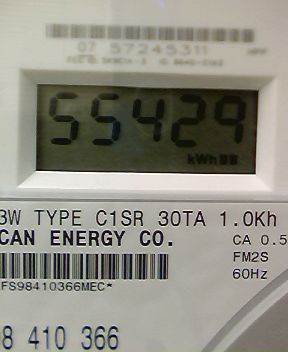 07 57245311
55429
kWh
3W TYPE C1SR 30TA 1.0Kh
CAN ENERGY CO.
CA 0.5
FM2S
60Hz
FS98410366MEC*
98 410 366